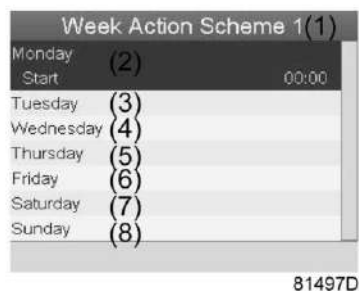 Week Action Scheme 1(1)
Monday (2)
Start 00:00
Tuesday (3)
Wednesday (4)
Thursday (5)
Friday (6)
Saturday (7)
Sunday (8)
81497D